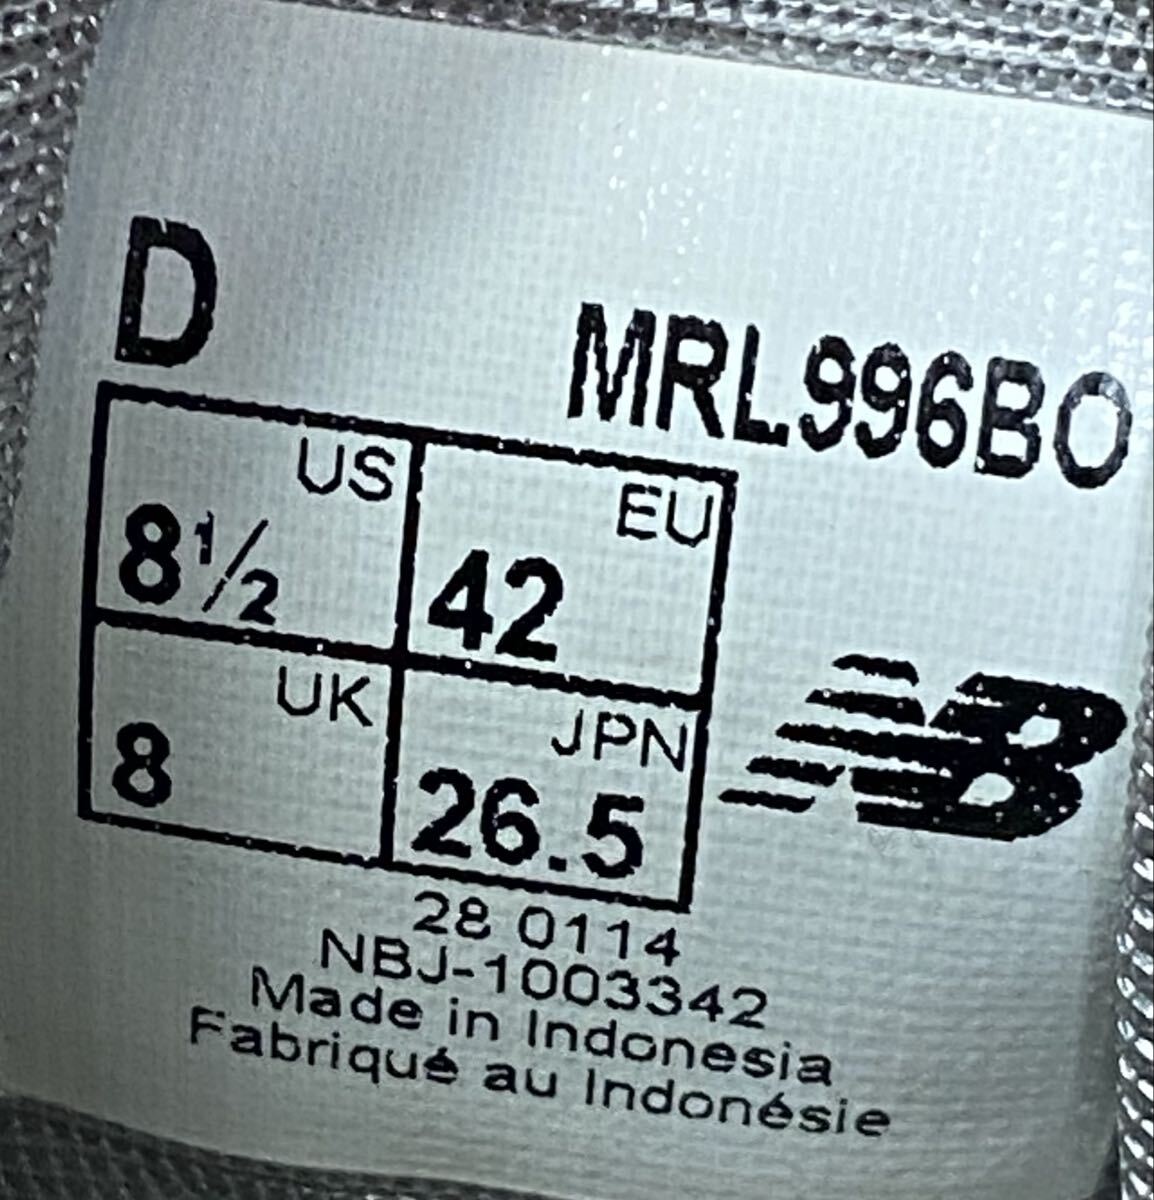 D
MRL996BO
US
8½
EU
42
UK
8
JPN
26.5
NB
28 0114
NBJ-1003342
Made in Indonesia
Fabriqué au Indonésie